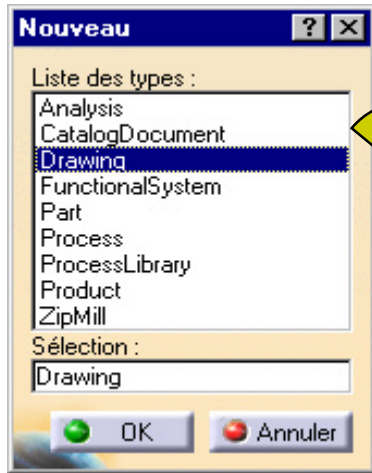 Nouveau
Liste des types :
Analysis
CatalogDocument
Drawing
FunctionalSystem
Part
Process
ProcessLibrary
Product
ZipMill
Sélection :
Drawing
OK Annuler